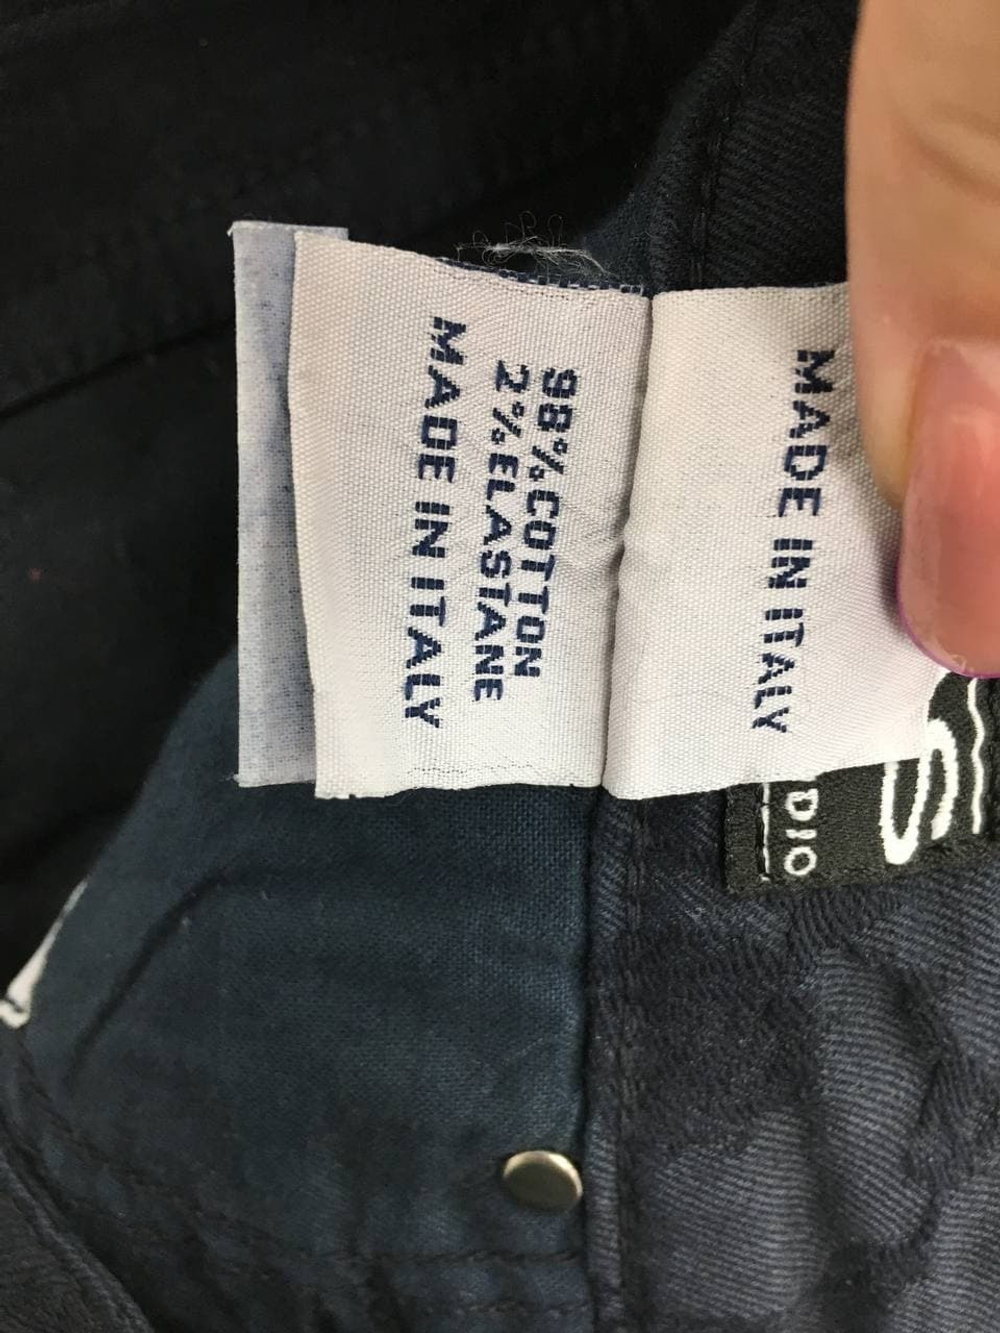 98% COTTON
2% ELASTANE
MADE IN ITALY
MADE IN ITALY